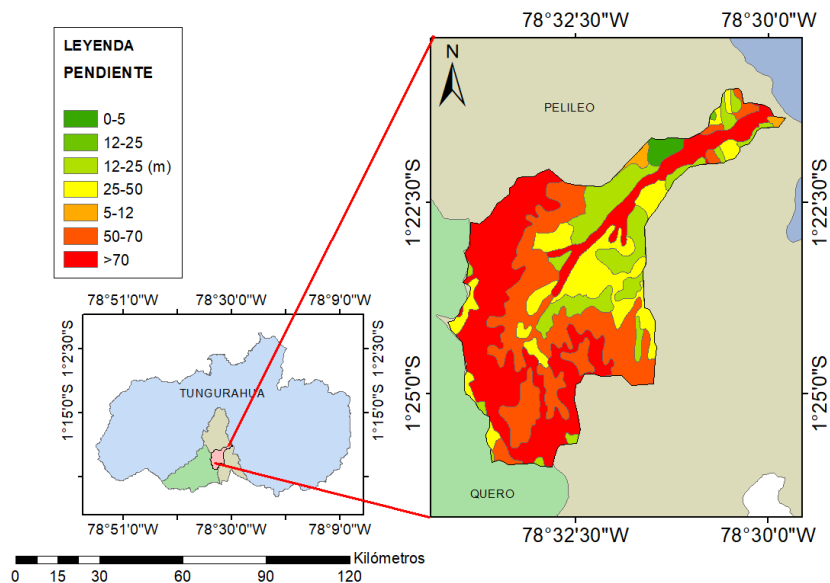 LEYENDA
PENDIENTE
0-5
12-25
12-25 (m)
25-50
5-12
50-70
>70
78°32'30"W 78°30'0"W
N
PELILEO
1°22'30"S 1°22'30"S
1°25'0"S 1°25'0"S
QUERO
78°32'30"W 78°30'0"W
78°51'0"W 78°30'0"W 78°9'0"W
1°2'30"S 1°2'30"S
TUNGURAHUA
1°15'0"S 1°15'0"S
78°51'0"W 78°30'0"W 78°9'0"W
Kilómetros
0 15 30 60 90 120